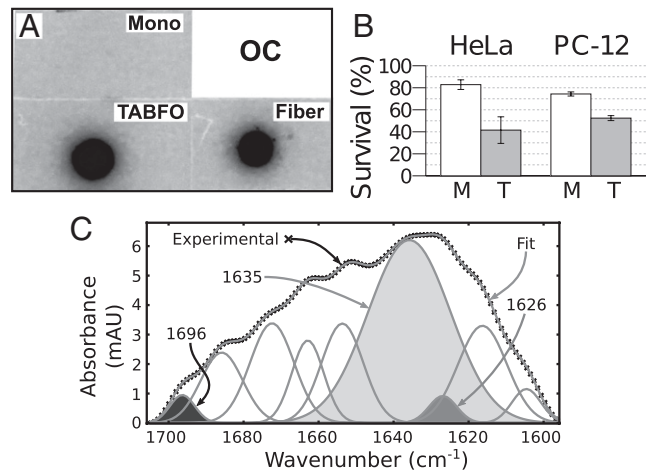 A
Mono
OC
TABFO
Fiber
B
HeLa PC-12
Survival (%)
100
80
60
40
20
0
M T M T
C
Absorbance
(mAU)
6
5
4
3
2
1
0
Experimental
Fit
1635
1626
1696
1700 1680 1660 1640 1620 1600
Wavenumber (cm⁻¹)